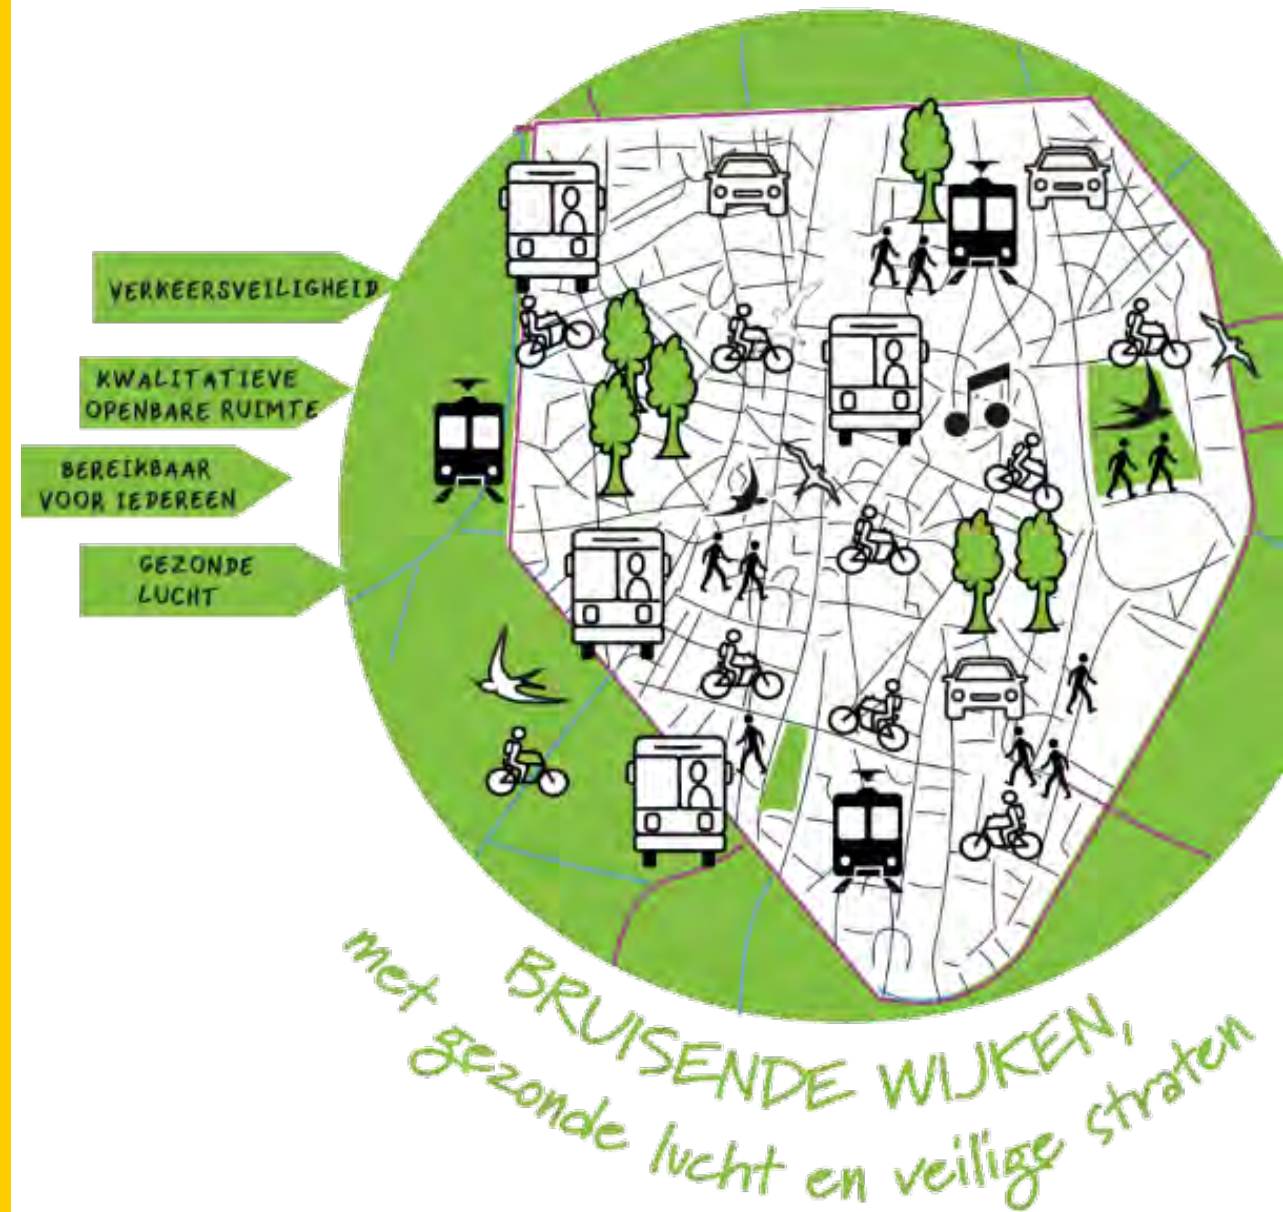 VERKEERSVEILIGHEID
KWALITATIEVE
OPENBARE RUIMTE
BEREIKBAAR
VOOR IEDEREEN
GEZONDE
LUCHT
BRUISENDE WIJKEN,
met gezonde lucht en veilige straten